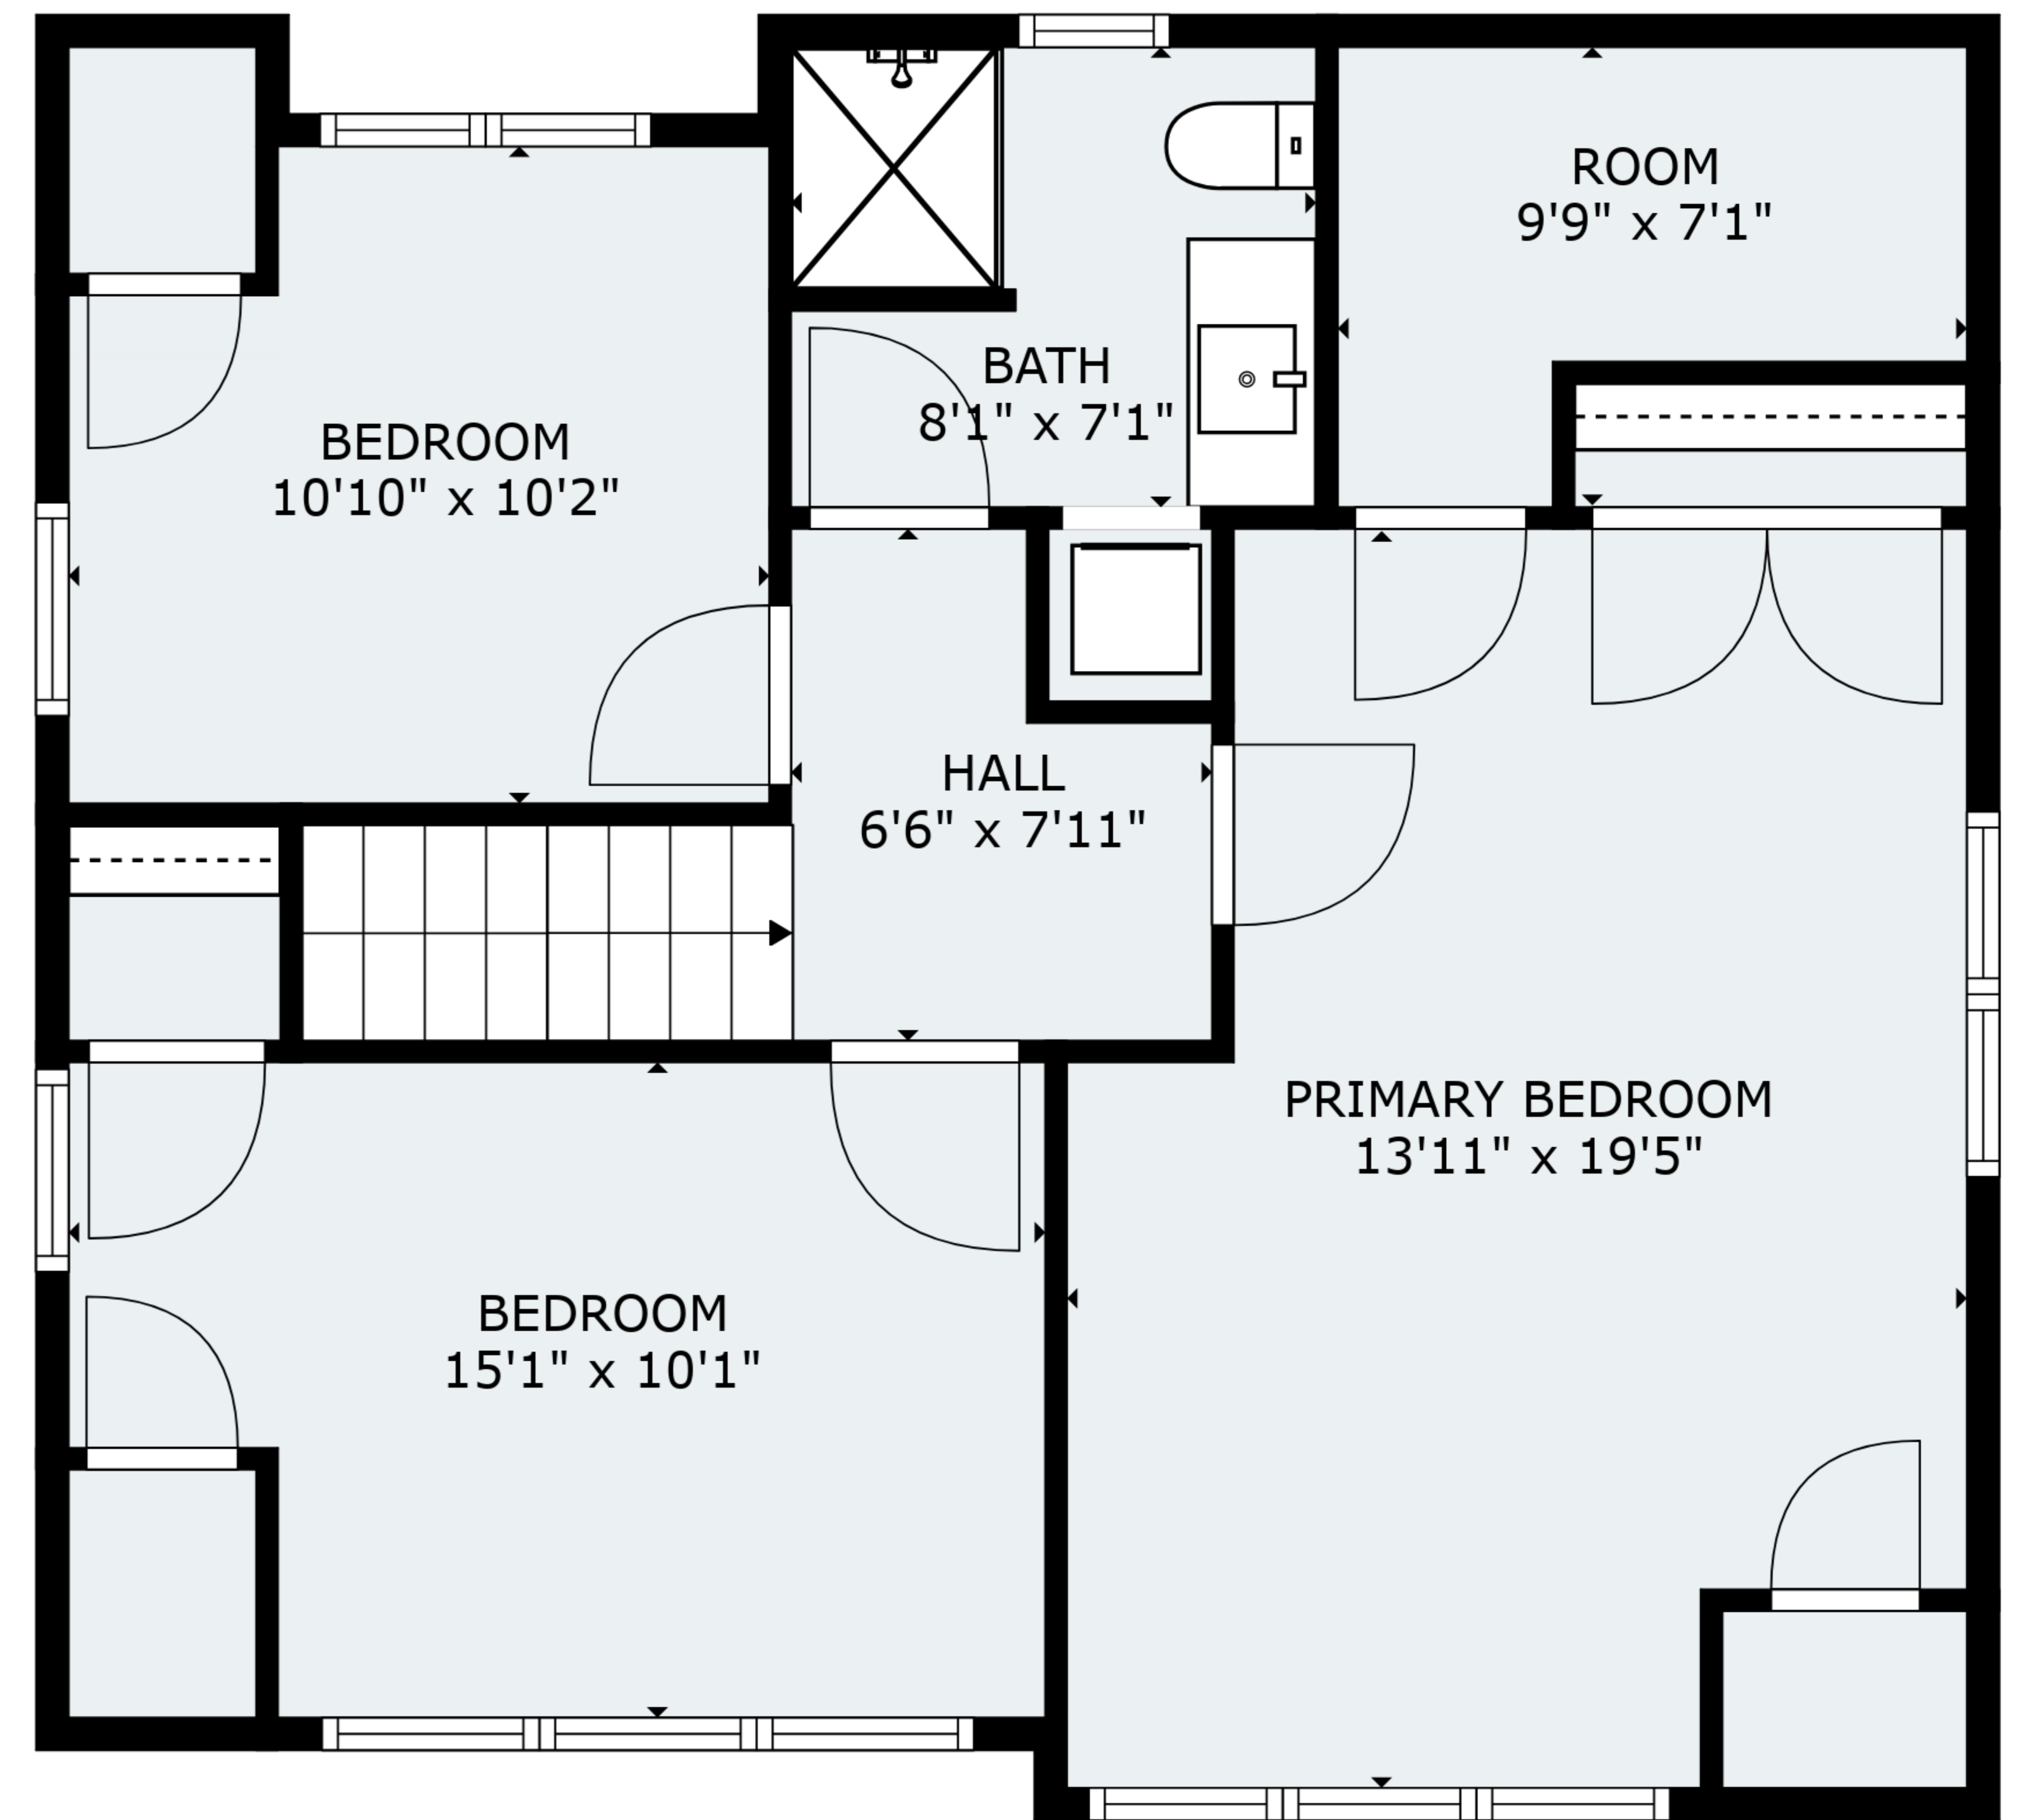 ROOM
9'9" x 7'1"
BATH
8'1" x 7'1"
BEDROOM
10'10" x 10'2"
HALL
6'6" x 7'11"
PRIMARY BEDROOM
13'11" x 19'5"
BEDROOM
15'1" x 10'1"